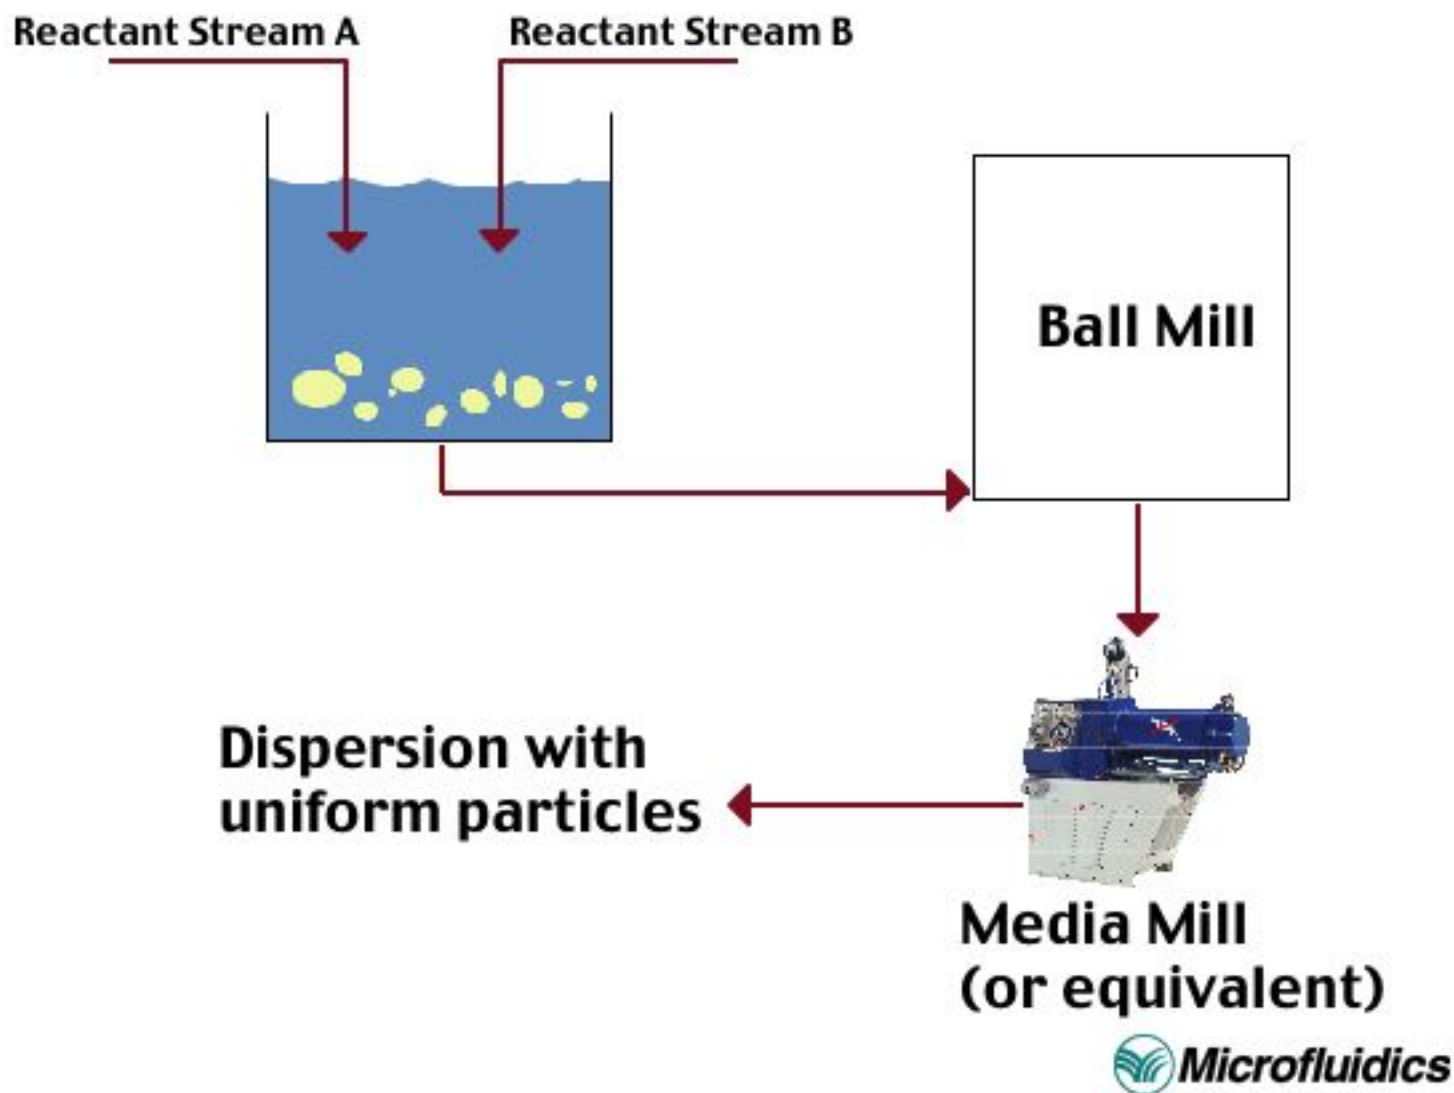 Reactant Stream A
Reactant Stream B
Ball Mill
Dispersion with
uniform particles
Media Mill
(or equivalent)
Microfluidics